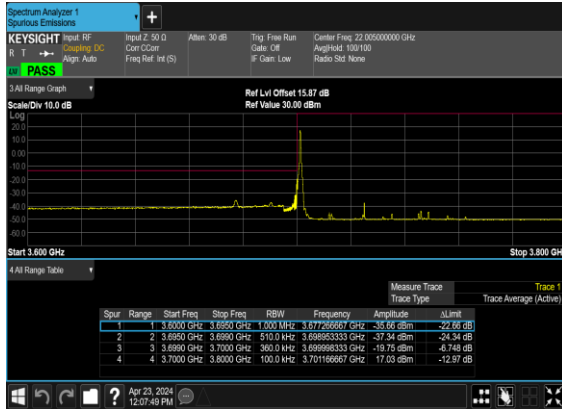 Spectrum Analyzer 1
Spurious Emissions
+
KEYSIGHT Input: RF Input Z: 50 Ω Atten: 30 dB Trig: Free Run Center Freq: 22.005000000 GHz
R T Coupling: DC Corr CCorr Gate: Off Avg|Hold: 100/100
Align: Auto Freq Ref: Int (S) IF Gain: Low Radio Std: None
PASS
3 All Range Graph
Ref Lvl Offset 15.87 dB
Scale/Div 10.0 dB Ref Value 30.00 dBm
Log
20.0
10.0
0.00
-10.0
-20.0
-30.0
-40.0
-50.0
-60.0
Start 3.600 GHz Stop 3.800 GHz
4 All Range Table
Measure Trace Trace 1
Trace Type Trace Average (Active)
Spur Range Start Freq Stop Freq RBW Frequency Amplitude ΔLimit
1 1 3.6000 GHz 3.6950 GHz 1.000 MHz 3.677266667 GHz -35.66 dBm -22.66 dB
2 2 3.6950 GHz 3.6990 GHz 510.0 kHz 3.698953333 GHz -37.34 dBm -24.34 dB
3 3 3.6990 GHz 3.7000 GHz 360.0 kHz 3.699998333 GHz -19.75 dBm -6.748 dB
4 4 3.7000 GHz 3.8000 GHz 100.0 kHz 3.701166667 GHz 17.03 dBm -12.97 dB
? Apr 23, 2024
12:07:49 PM